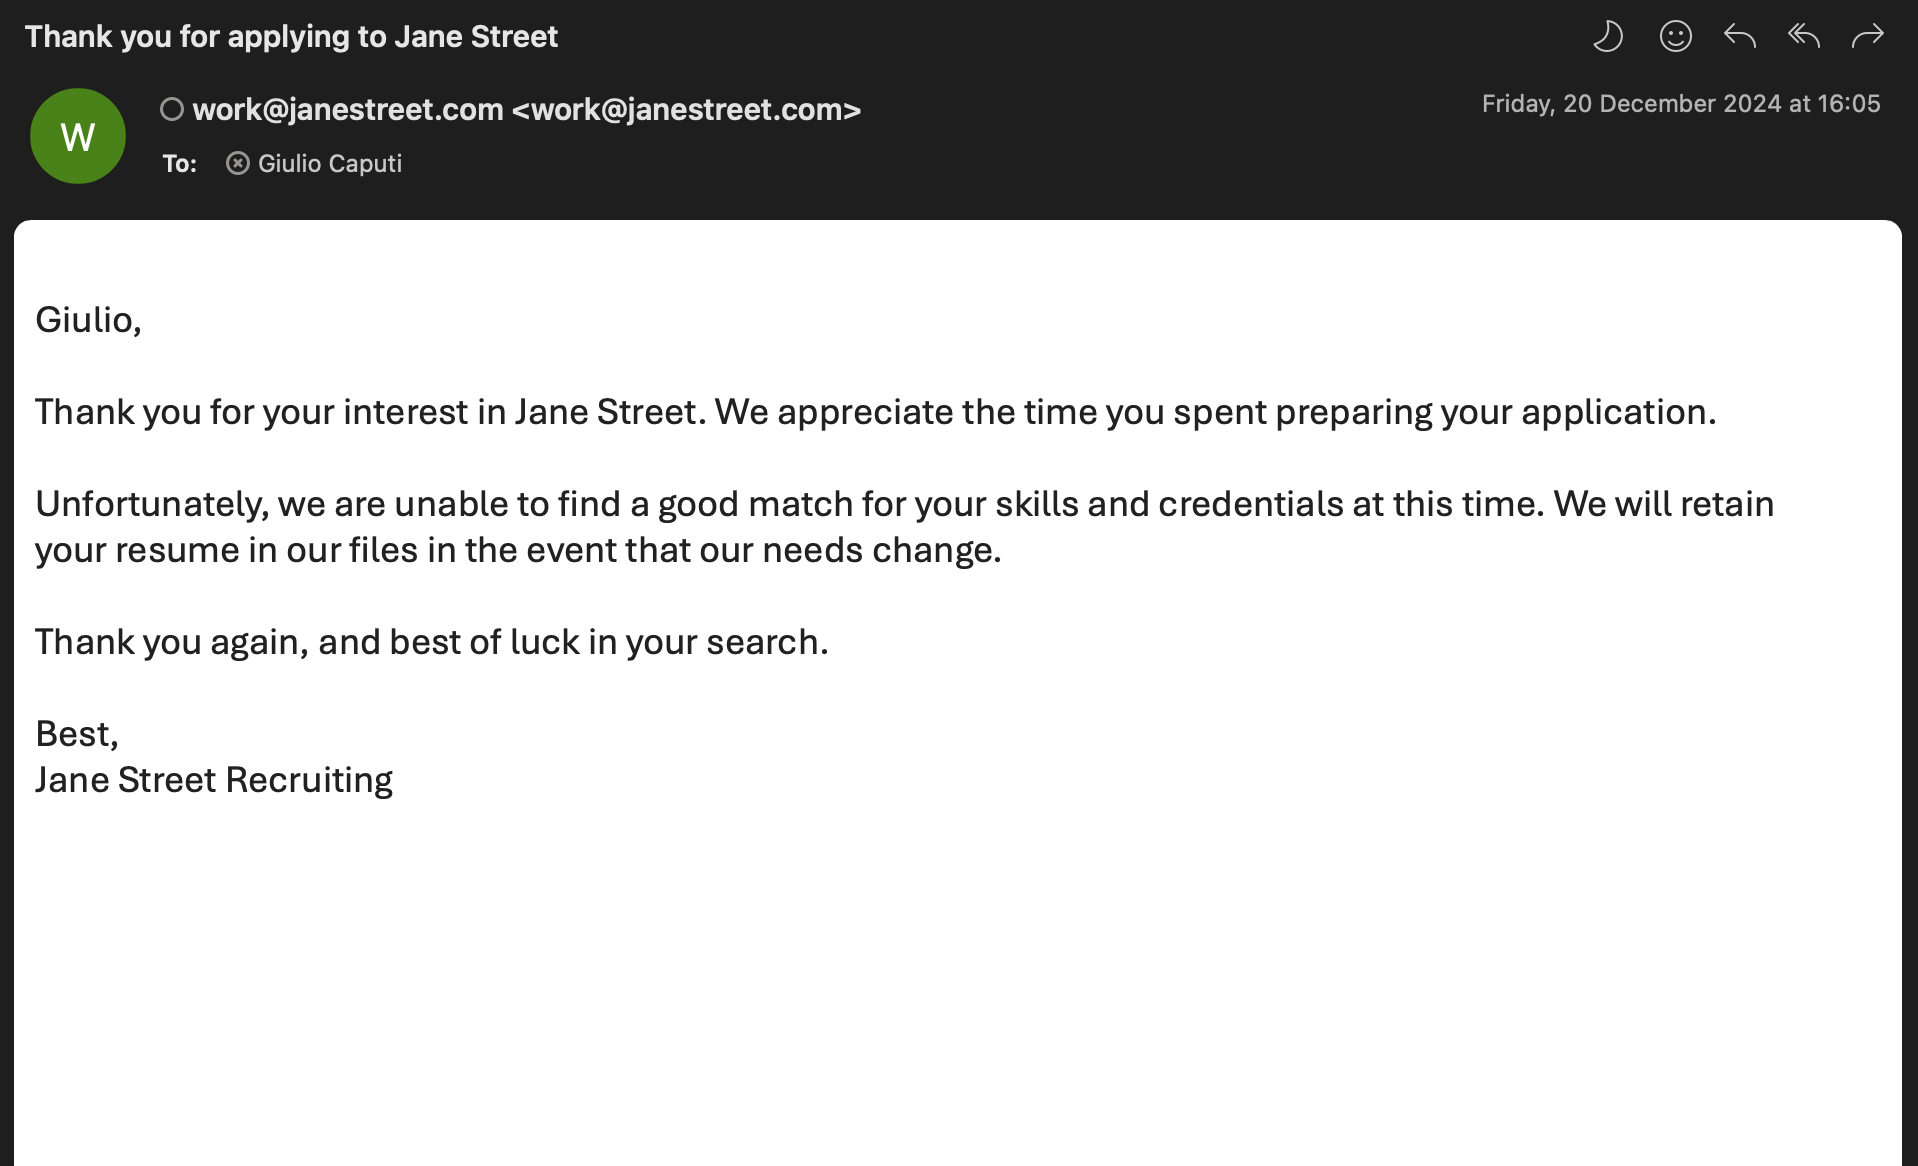 Thank you for applying to Jane Street
W
work@janestreet.com <work@janestreet.com>
Friday, 20 December 2024 at 16:05
To: Giulio Caputi
Giulio,
Thank you for your interest in Jane Street. We appreciate the time you spent preparing your application.
Unfortunately, we are unable to find a good match for your skills and credentials at this time. We will retain
your resume in our files in the event that our needs change.
Thank you again, and best of luck in your search.
Best,
Jane Street Recruiting